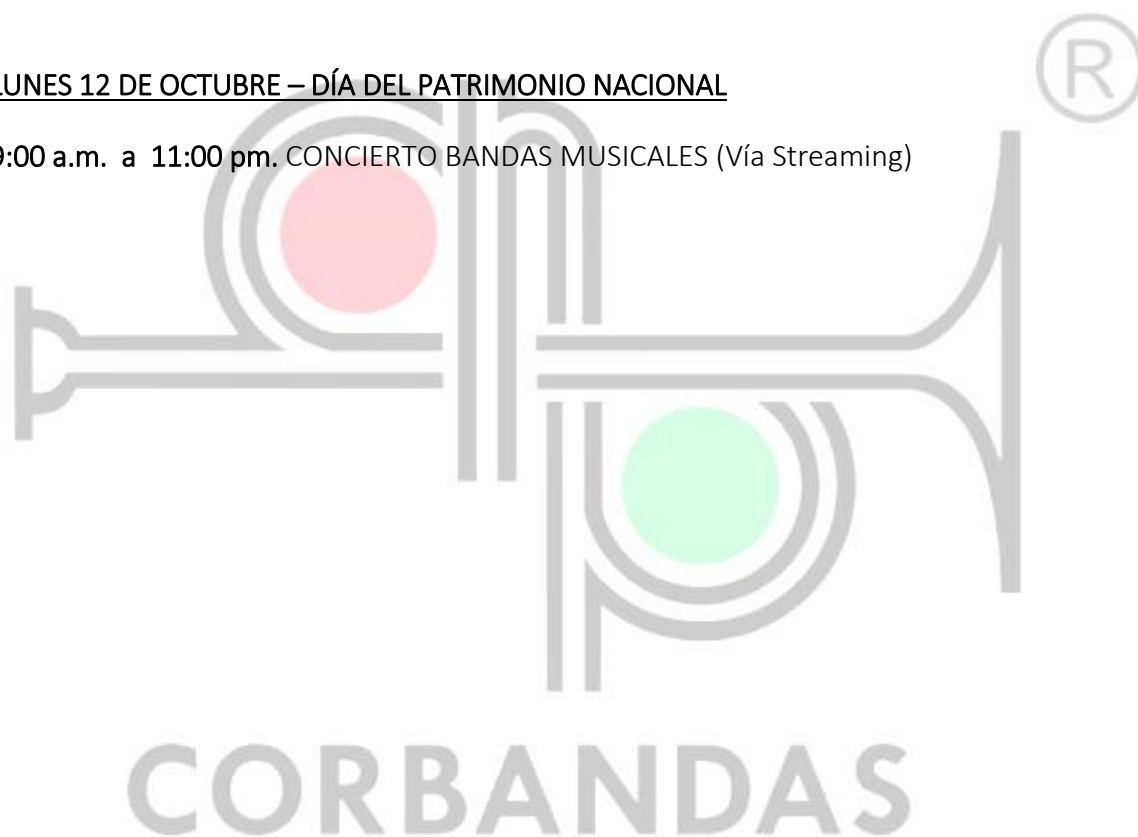 LUNES 12 DE OCTUBRE – DÍA DEL PATRIMONIO NACIONAL
9:00 a.m. a 11:00 pm. CONCIERTO BANDAS MUSICALES (Vía Streaming)
®
CORBANDAS